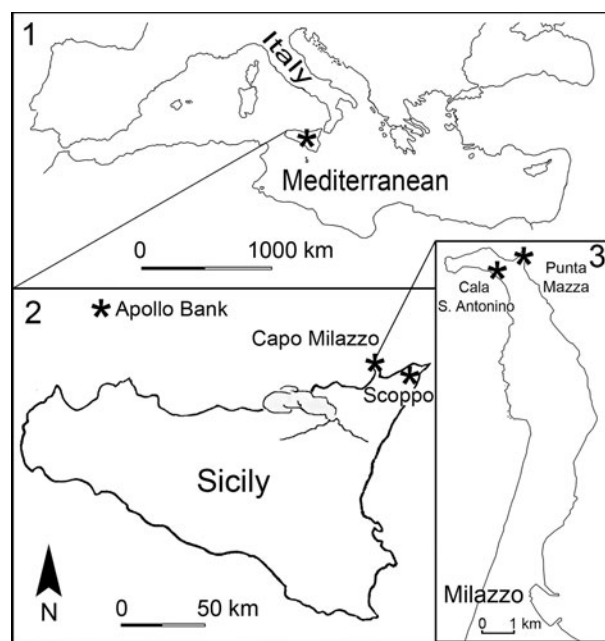 1
Italy
Mediterranean
0 1000 km
2
* Apollo Bank
Capo Milazzo
Scoppo
Sicily
N
0 50 km
3
Cala
S. Antonino
Punta
Mazza
Milazzo
0 1 km